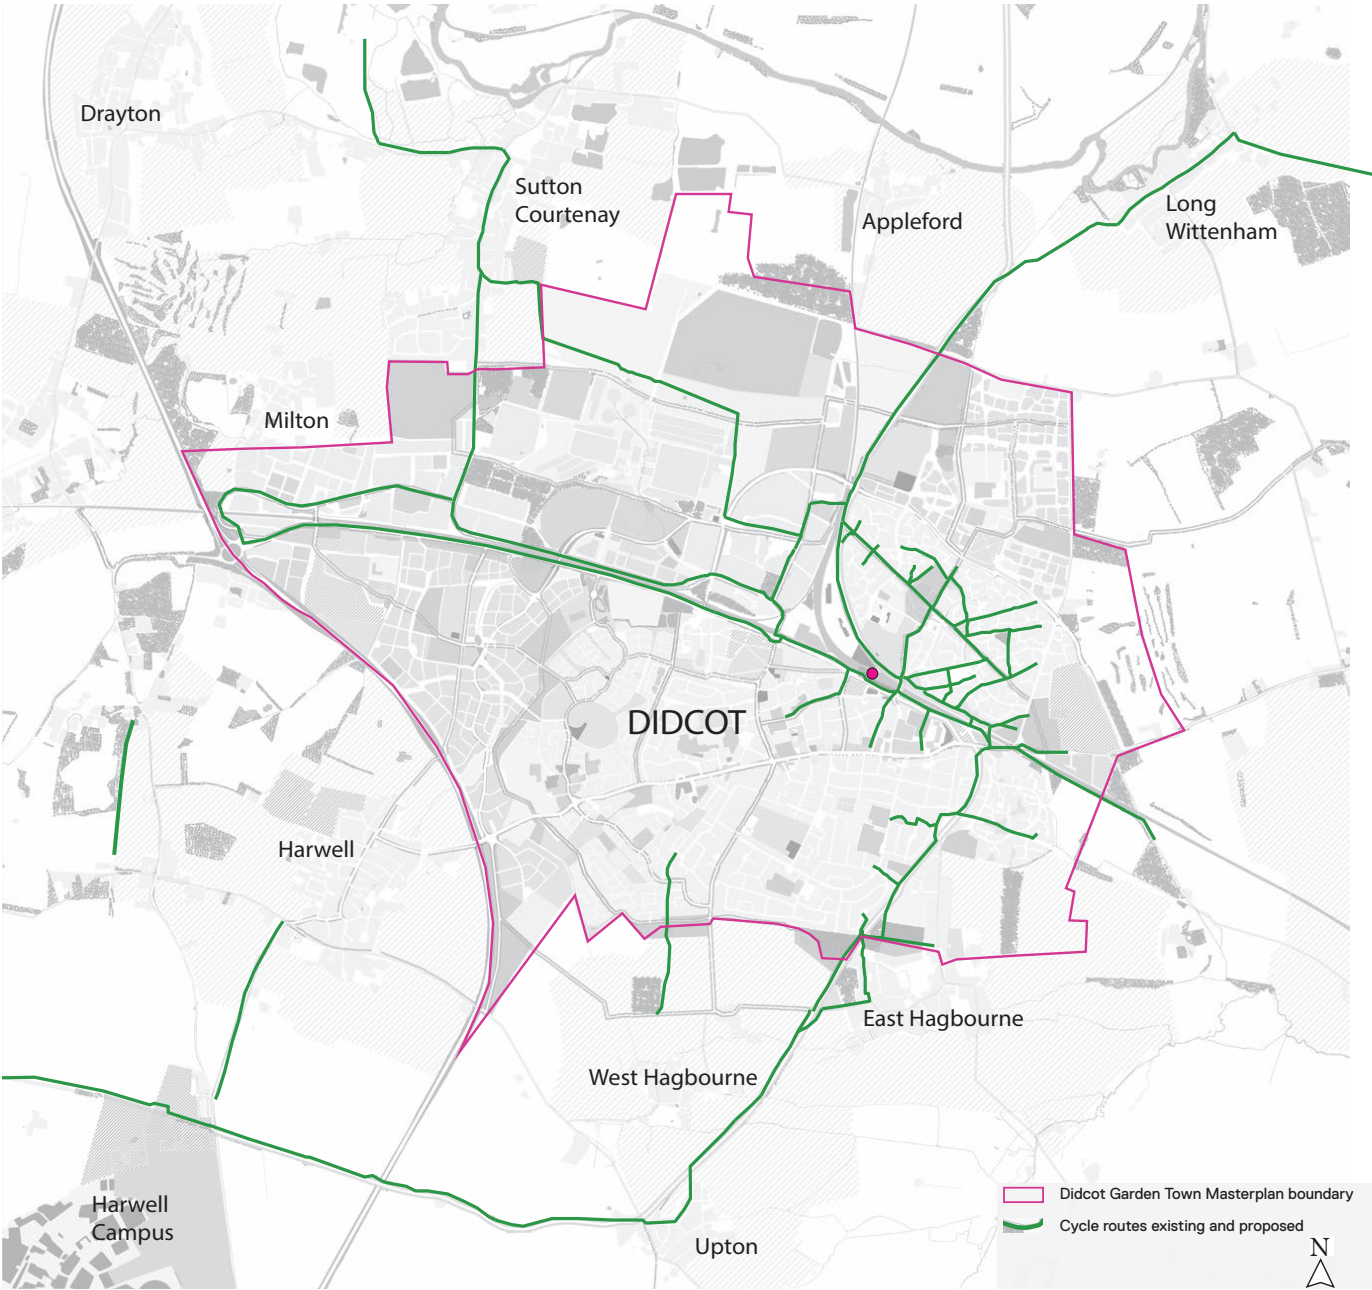 Drayton
Sutton
Courtenay
Appleford
Long
Wittenham
Milton
DIDCOT
Harwell
East Hagbourne
West Hagbourne
Harwell
Campus
Upton
Didcot Garden Town Masterplan boundary
Cycle routes existing and proposed
N